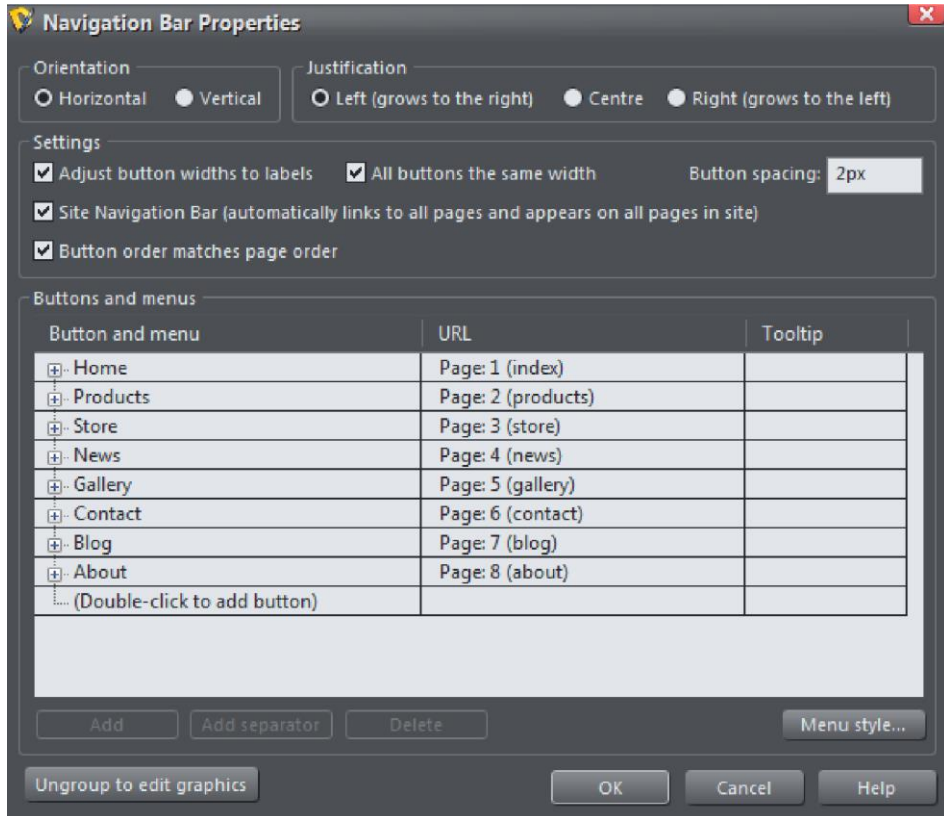 Navigation Bar Properties
Orientation
Horizontal Vertical
Justification
Left (grows to the right) Centre Right (grows to the left)
Settings
Adjust button widths to labels All buttons the same width Button spacing: 2px
Site Navigation Bar (automatically links to all pages and appears on all pages in site)
Button order matches page order
Buttons and menus
Button and menu URL Tooltip
Home Page: 1 (index)
Products Page: 2 (products)
Store Page: 3 (store)
News Page: 4 (news)
Gallery Page: 5 (gallery)
Contact Page: 6 (contact)
Blog Page: 7 (blog)
About Page: 8 (about)
(Double-click to add button)
Add Add separator Delete Menu style...
Ungroup to edit graphics OK Cancel Help